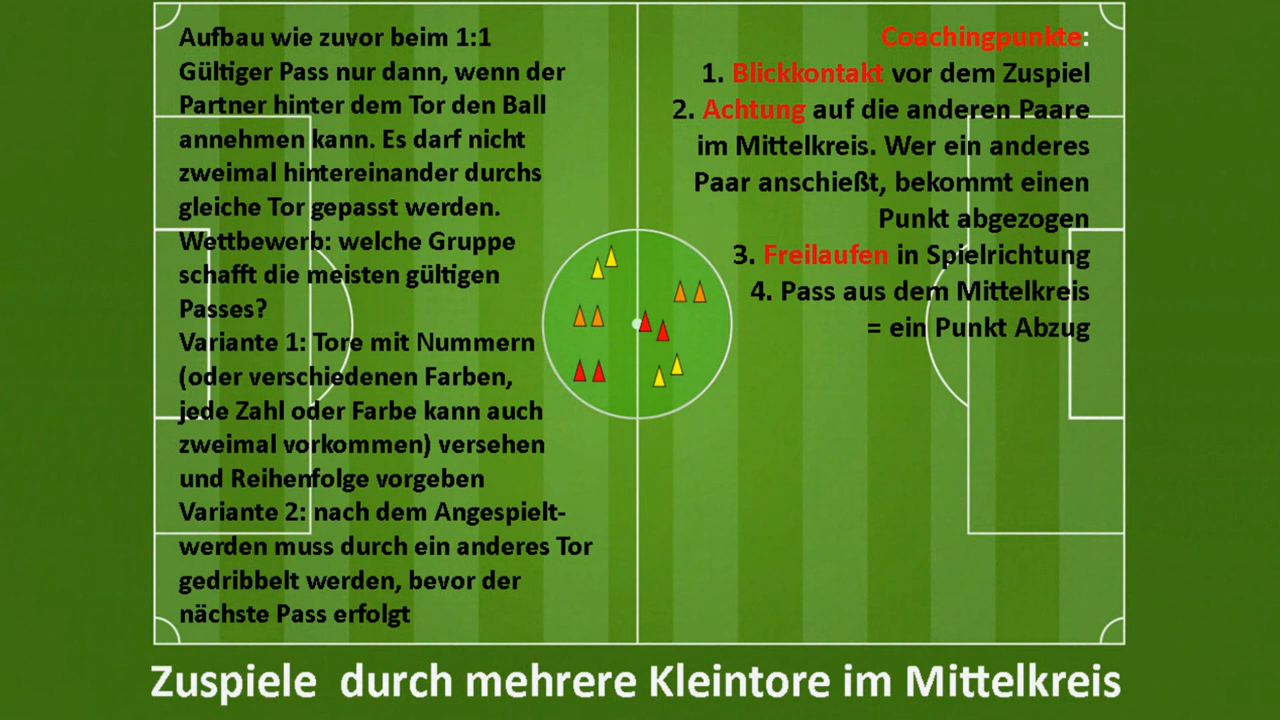 Aufbau wie zuvor beim 1:1
Gültiger Pass nur dann, wenn der
Partner hinter dem Tor den Ball
annehmen kann. Es darf nicht
zweimal hintereinander durchs
gleiche Tor gepasst werden.
Wettbewerb: welche Gruppe
schafft die meisten gültigen
Passes?
Variante 1: Tore mit Nummern
(oder verschiedenen Farben,
jede Zahl oder Farbe kann auch
zweimal vorkommen) versehen
und Reihenfolge vorgeben
Variante 2: nach dem Angespielt-
werden muss durch ein anderes Tor
gedribbelt werden, bevor der
nächste Pass erfolgt
Coachingpunkte:
1. Blickkontakt vor dem Zuspiel
2. Achtung auf die anderen Paare
im Mittelkreis. Wer ein anderes
Paar anschießt, bekommt einen
Punkt abgezogen
3. Freilaufen in Spielrichtung
4. Pass aus dem Mittelkreis
= ein Punkt Abzug
Zuspiele  durch mehrere Kleintore im Mittelkreis